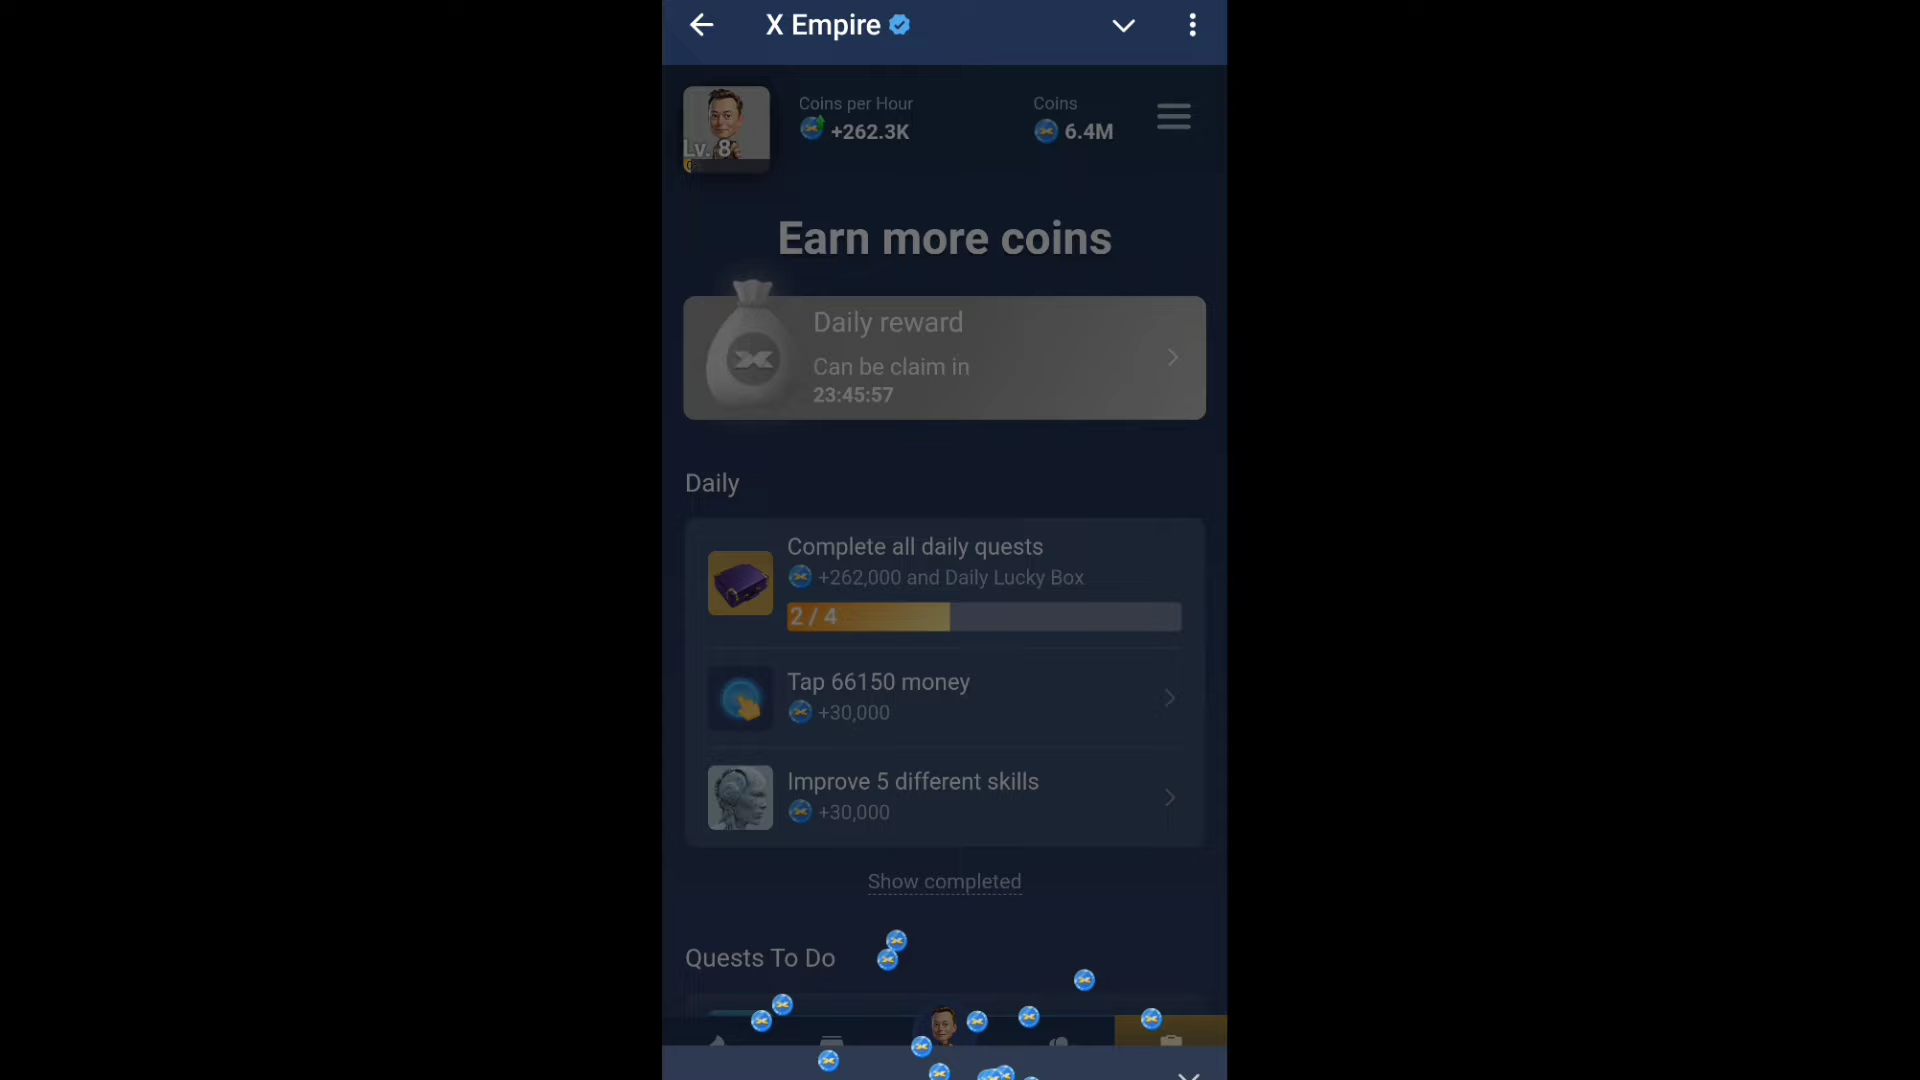 X Empire
Coins per Hour
+262.3K
Coins
6.4M
Lv. 8
Earn more coins
Daily reward
Can be claim in
23:45:57
Daily
Complete all daily quests
+262,000 and Daily Lucky Box
2 / 4
Tap 66150 money
+30,000
Improve 5 different skills
+30,000
Show completed
Quests To Do